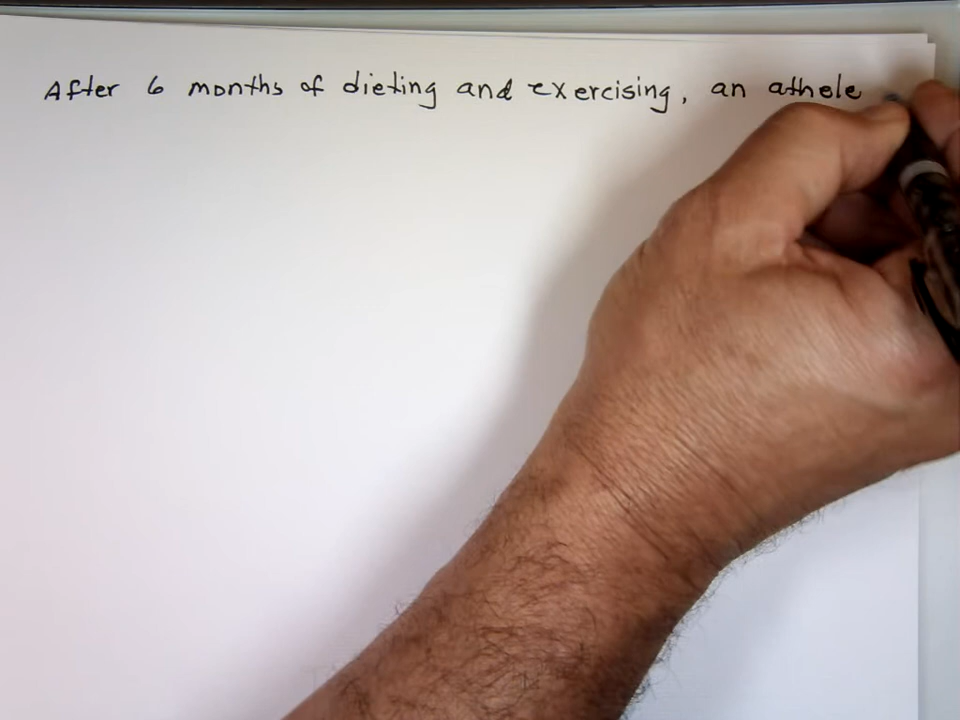 After 6 months of dieting and exercising, an athele